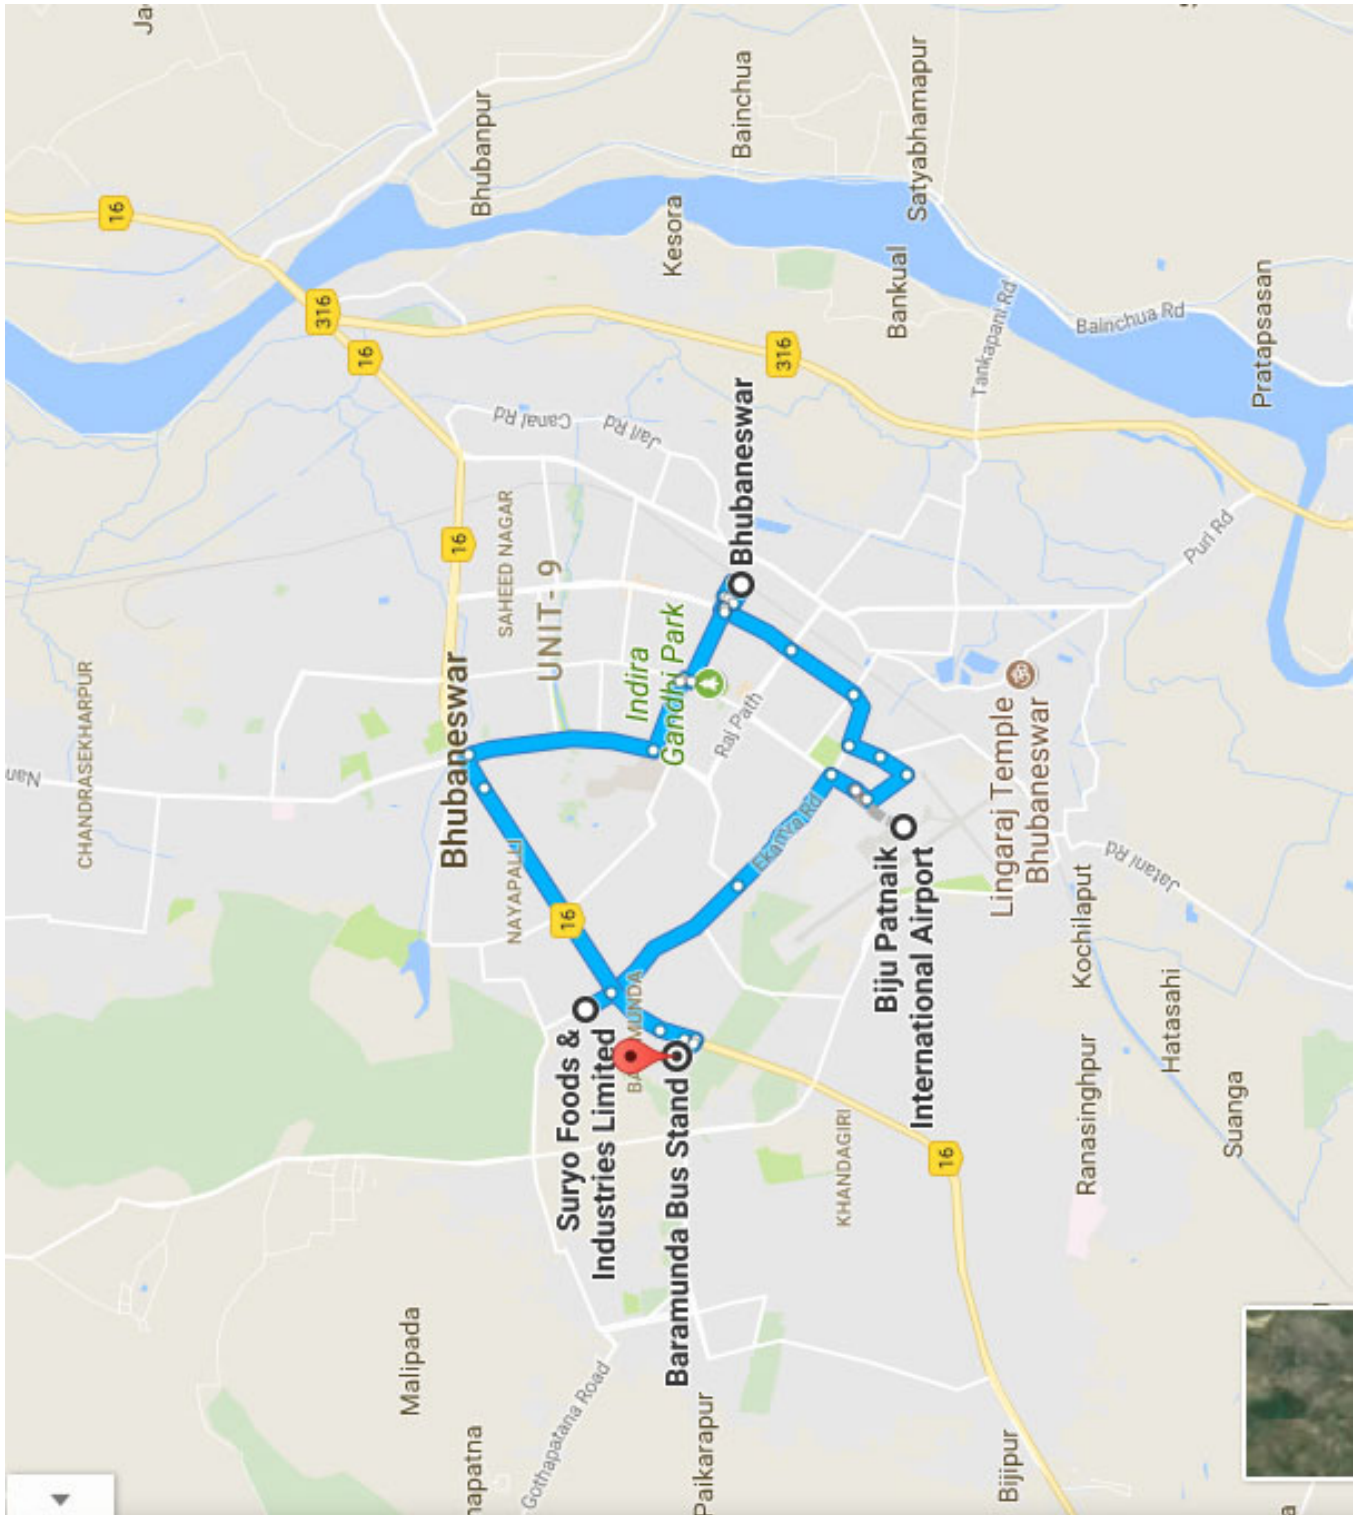 CHANDRASEKHARPUR
Nan
Bhubanpur
Bainchua
Satyabhamapur
Kesora
Bankual
Pratapsasan
Bainchua Rd
Tankapani Rd
Puri Rd
Canal Rd
Jail Rd
16
316
16
16
316
SAHEED NAGAR
UNIT-9
Bhubaneswar
Bhubaneswar
Indira
Gandhi Park
Raj Path
NAYAPALLI
16
Ekamra Rd
Lingaraj Temple
Bhubaneswar
Biju Patnaik
International Airport
Suryo Foods &
Industries Limited
Baramunda Bus Stand
Jatani Rd
Kochilaput
Hatasahi
Ranasinghpur
Suanga
KHANDAGIRI
16
Malipada
Gothapatana Road
Paikarapur
Bijipur
napatna